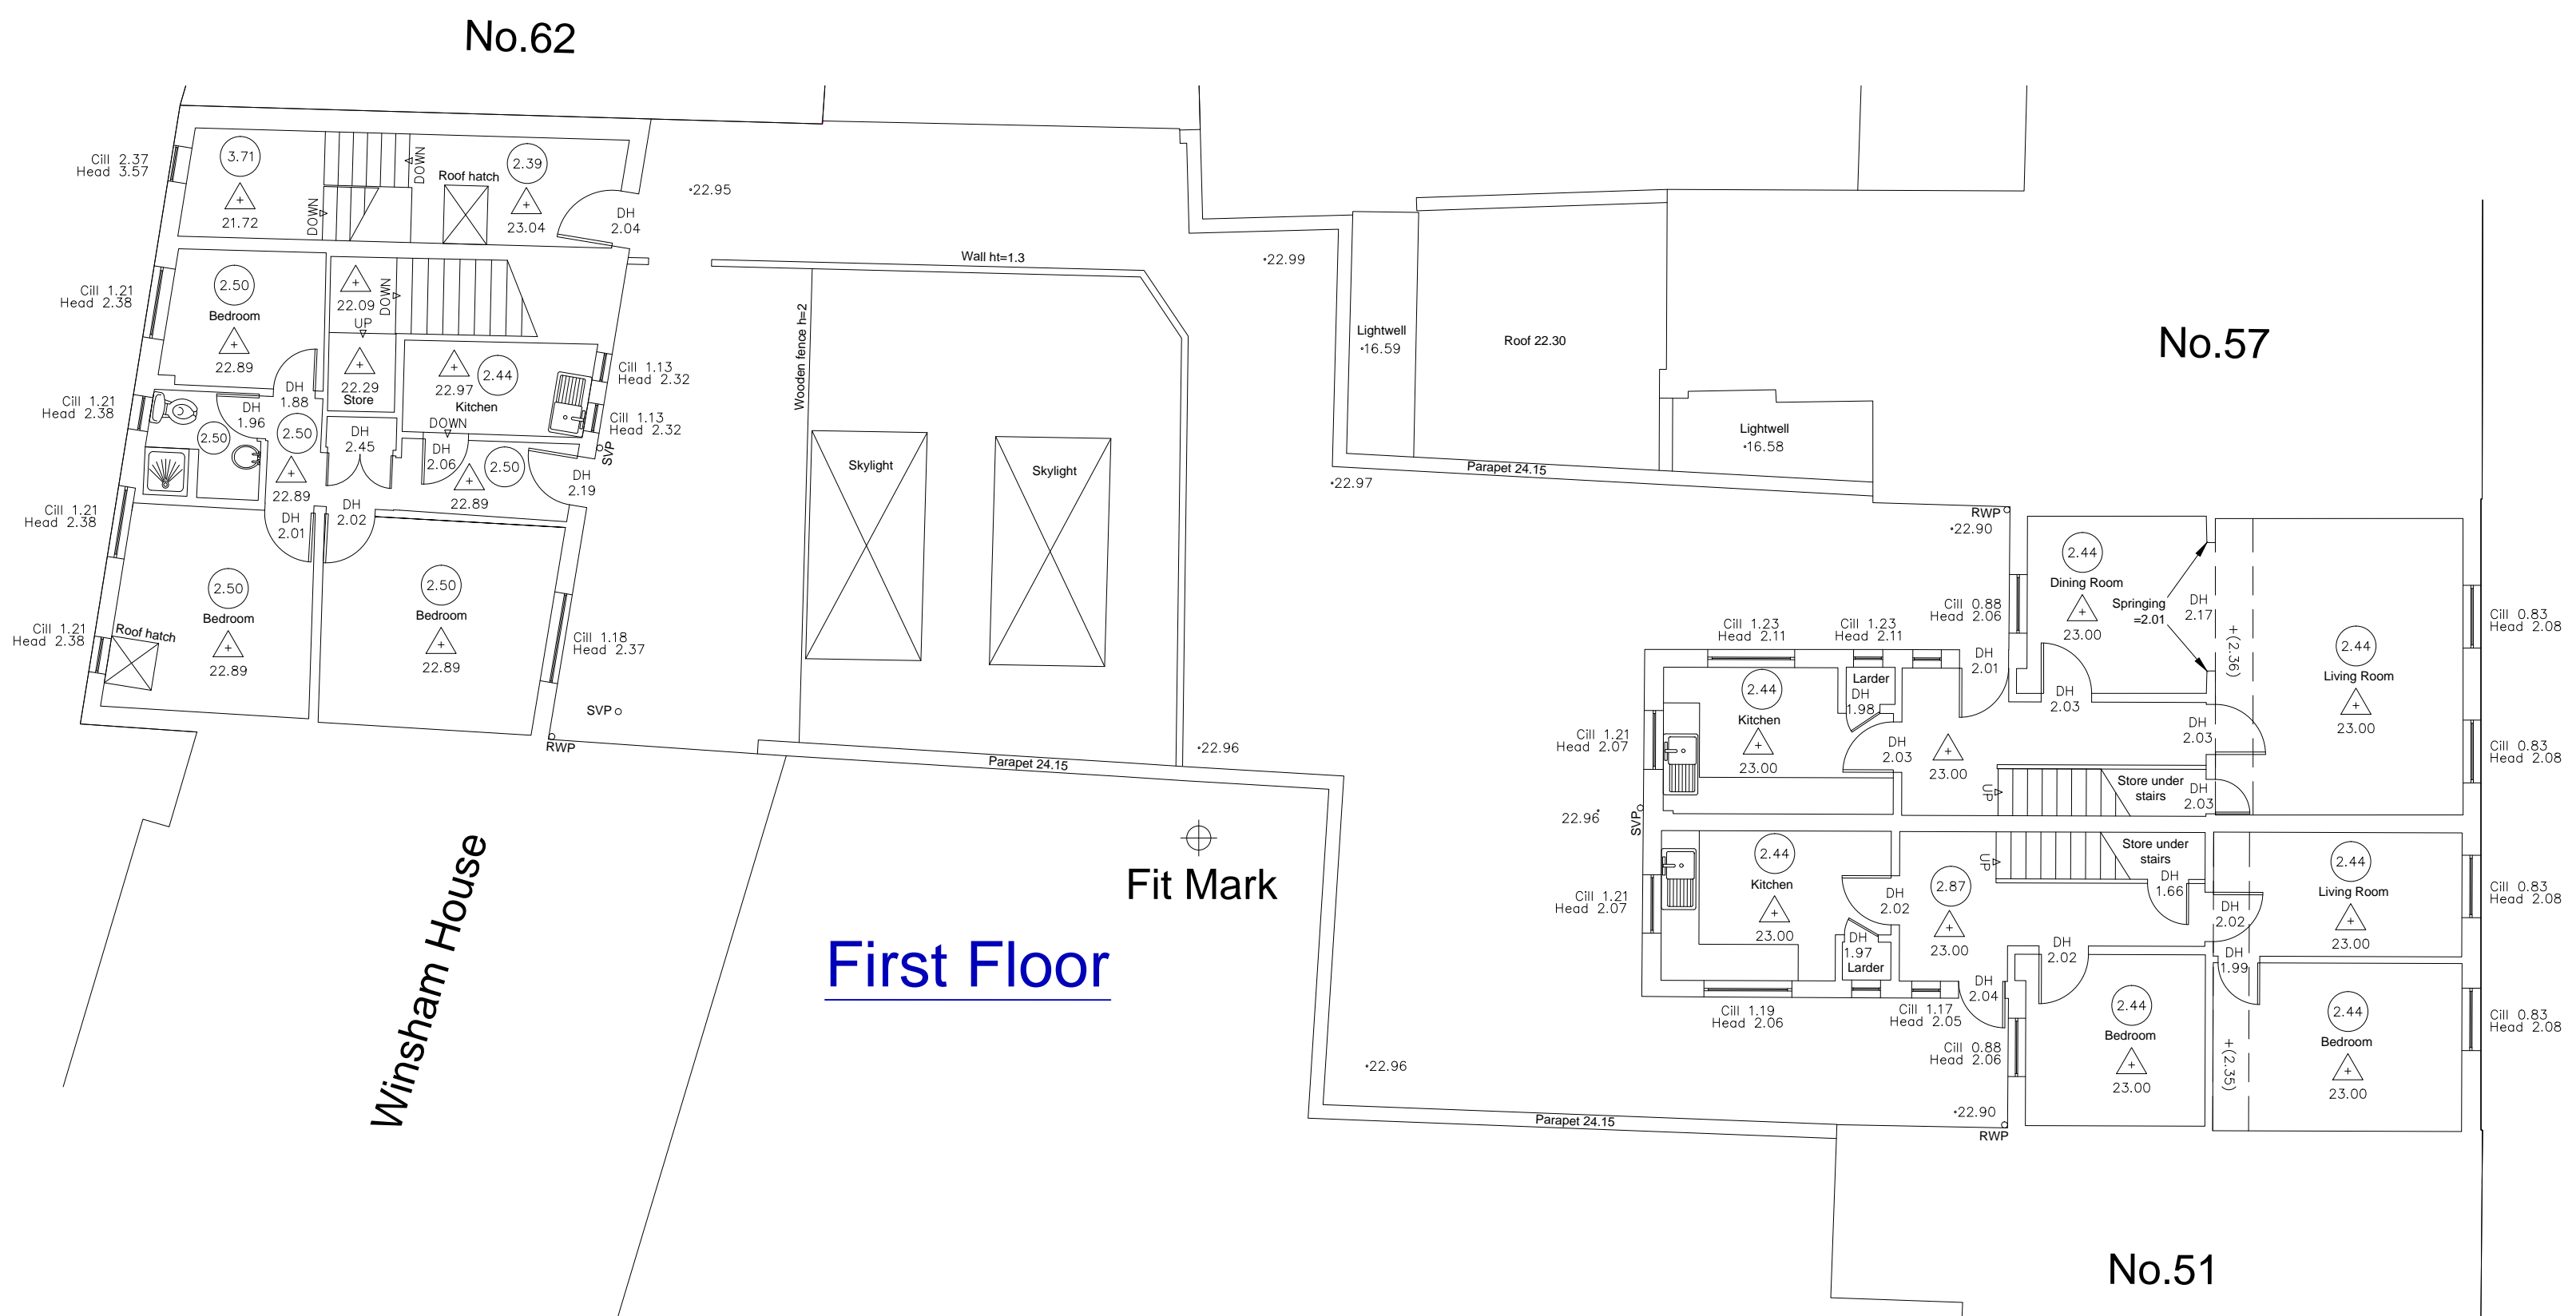 No.62
Cill 2.37
Head 3.57
3.71
21.72
DOWN
DOWN
Roof hatch
2.39
23.04
DH
2.04
22.95
Cill 1.21
Head 2.38
2.50
Bedroom
22.89
22.09
DOWN
UP
22.29
Store
22.97
2.44
Kitchen
Cill 1.13
Head 2.32
Cill 1.13
Head 2.32
SVP
Cill 1.21
Head 2.38
DH
1.88
DH
1.96
2.50
2.50
22.89
DH
2.45
DOWN
DH
2.06
2.50
22.89
DH
2.19
Cill 1.21
Head 2.38
DH
2.01
DH
2.02
2.50
Bedroom
22.89
2.50
Bedroom
22.89
Cill 1.21
Head 2.38
Roof hatch
Cill 1.18
Head 2.37
SVP
RWP
Wall ht=1.3
Wooden fence h=2
Skylight
Skylight
Parapet 24.15
22.99
22.97
22.96
Lightwell
16.59
Roof 22.30
Lightwell
16.58
Parapet 24.15
No.57
RWP
22.90
2.44
Dining Room
23.00
Springing
=2.01
DH
2.17
+(2.36)
2.44
Living Room
23.00
Cill 0.83
Head 2.08
Cill 0.83
Head 2.08
Cill 0.88
Head 2.06
Cill 1.23
Head 2.11
Cill 1.23
Head 2.11
DH
2.01
DH
2.03
DH
2.03
Larder
DH
1.98
2.44
Kitchen
23.00
Cill 1.21
Head 2.07
DH
2.03
23.00
UP
Store under
stairs
DH
2.03
22.96
SVP
2.44
Kitchen
23.00
Cill 1.21
Head 2.07
DH
2.02
2.87
23.00
UP
Store under
stairs
DH
1.66
DH
2.02
2.44
Living Room
23.00
Cill 0.83
Head 2.08
DH
1.97
Larder
DH
2.02
DH
1.99
DH
2.04
Cill 1.19
Head 2.06
Cill 1.17
Head 2.05
Cill 0.88
Head 2.06
2.44
Bedroom
23.00
+(2.35)
2.44
Bedroom
23.00
Cill 0.83
Head 2.08
22.96
22.90
RWP
Parapet 24.15
Winsham House
Fit Mark
First Floor
No.51